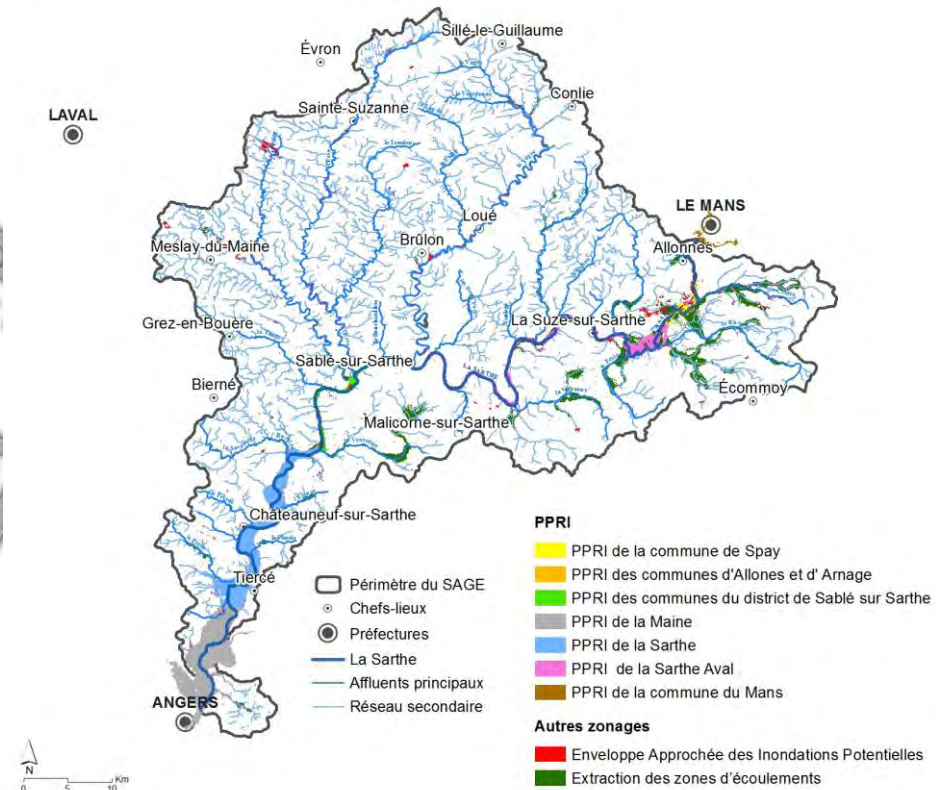 Sillé-le-Guillaume
Évron
Conlie
LAVAL
Sainte-Suzanne
LE MANS
Loué
Allonnes
Brûlon
Meslay-du-Maine
La Suze-sur-Sarthe
Grez-en-Bouère
Sablé-sur-Sarthe
LA SARTHE
Bierné
Écommoy
Malicorne-sur-Sarthe
Châteauneuf-sur-Sarthe
Tiercé
ANGERS
N
0 5 10 Km
Périmètre du SAGE
Chefs-lieux
Préfectures
La Sarthe
Affluents principaux
Réseau secondaire
PPRI
PPRI de la commune de Spay
PPRI des communes d'Allones et d' Arnage
PPRI des communes du district de Sablé sur Sarthe
PPRI de la Maine
PPRI de la Sarthe
PPRI de la Sarthe Aval
PPRI de la commune du Mans
Autres zonages
Enveloppe Approchée des Inondations Potentielles
Extraction des zones d'écoulements